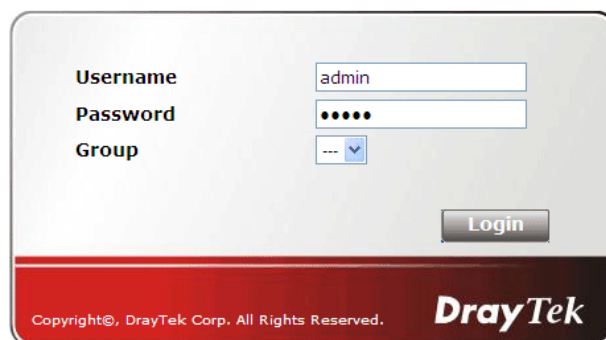 Username admin
Password •••••
Group ---
Login
Copyright©, DrayTek Corp. All Rights Reserved. DrayTek